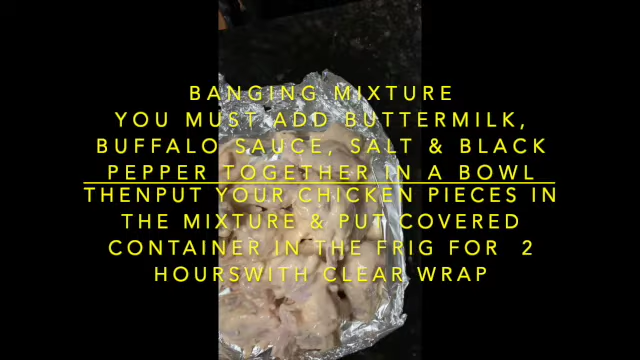 BANGING MIXTURE
YOU MUST ADD BUTTERMILK,
BUFFALO SAUCE, SALT & BLACK
PEPPER TOGETHER IN A BOWL
THENPUT YOUR CHICKEN PIECES IN
THE MIXTURE & PUT COVERED
CONTAINER IN THE FRIG FOR 2
HOURSWITH CLEAR WRAP